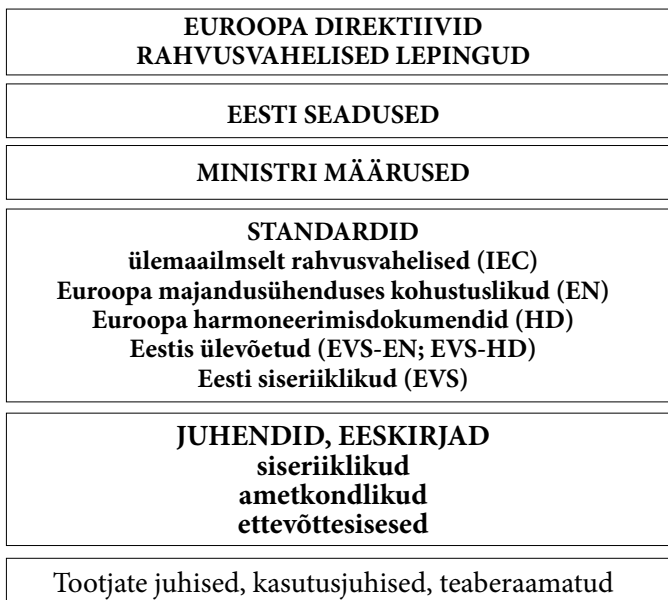 EUROOPA DIREKTIIVID
RAHVUSVAHELISED LEPINGUD
EESTI SEADUSED
MINISTRI MÄÄRUSED
STANDARDID
ülemaailmselt rahvusvahelised (IEC)
Euroopa majandusühenduses kohustuslikud (EN)
Euroopa harmoneerimisdokumendid (HD)
Eestis ülevõetud (EVS-EN; EVS-HD)
Eesti siseriiklikud (EVS)
JUHENDID, EESKIRJAD
siseriiklikud
ametkondlikud
ettevõttesisesed
Tootjate juhised, kasutusjuhised, teaberaamatud